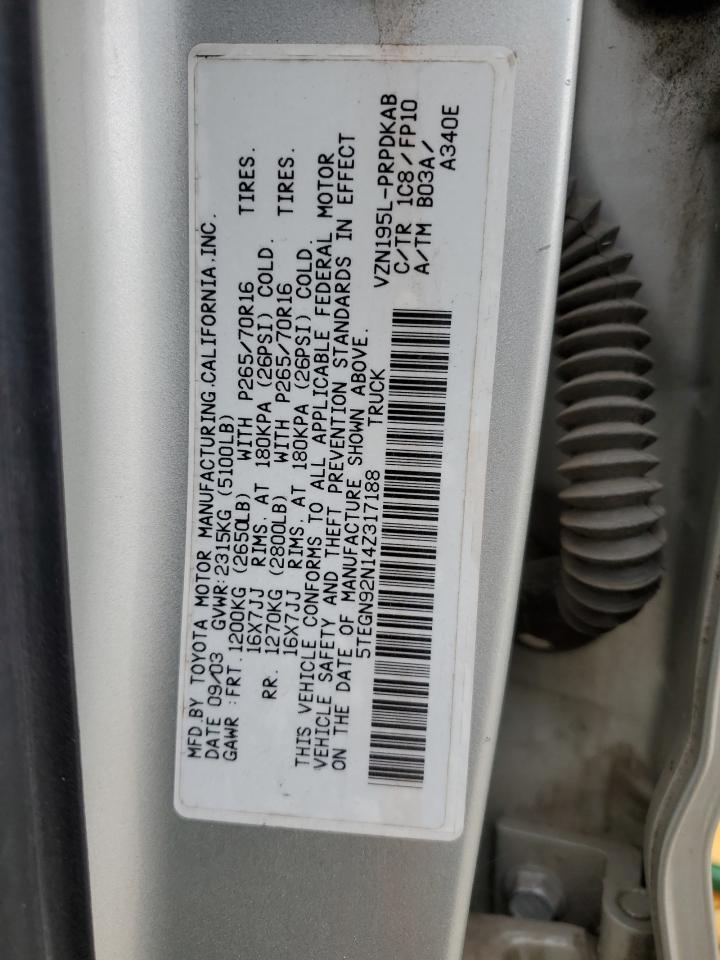 MFD.BY TOYOTA MOTOR MANUFACTURING.CALIFORNIA.INC.
DATE 09/03 GVWR:2315KG (5100LB)
GAWR :FRT.1200KG (2650LB) WITH P265/70R16 TIRES.
16X7JJ RIMS. AT 180KPA (26PSI) COLD.
RR. 1270KG (2800LB) WITH P265/70R16 TIRES.
16X7JJ RIMS. AT 180KPA (26PSI) COLD.
THIS VEHICLE CONFORMS TO ALL APPLICABLE FEDERAL MOTOR
VEHICLE SAFETY AND THEFT PREVENTION STANDARDS IN EFFECT
ON THE DATE OF MANUFACTURE SHOWN ABOVE.
5TEGN92N14Z317188 TRUCK
VZN195L-PRPDKAB
C/TR 1C8/FP10
A/TM B03A/
A340E